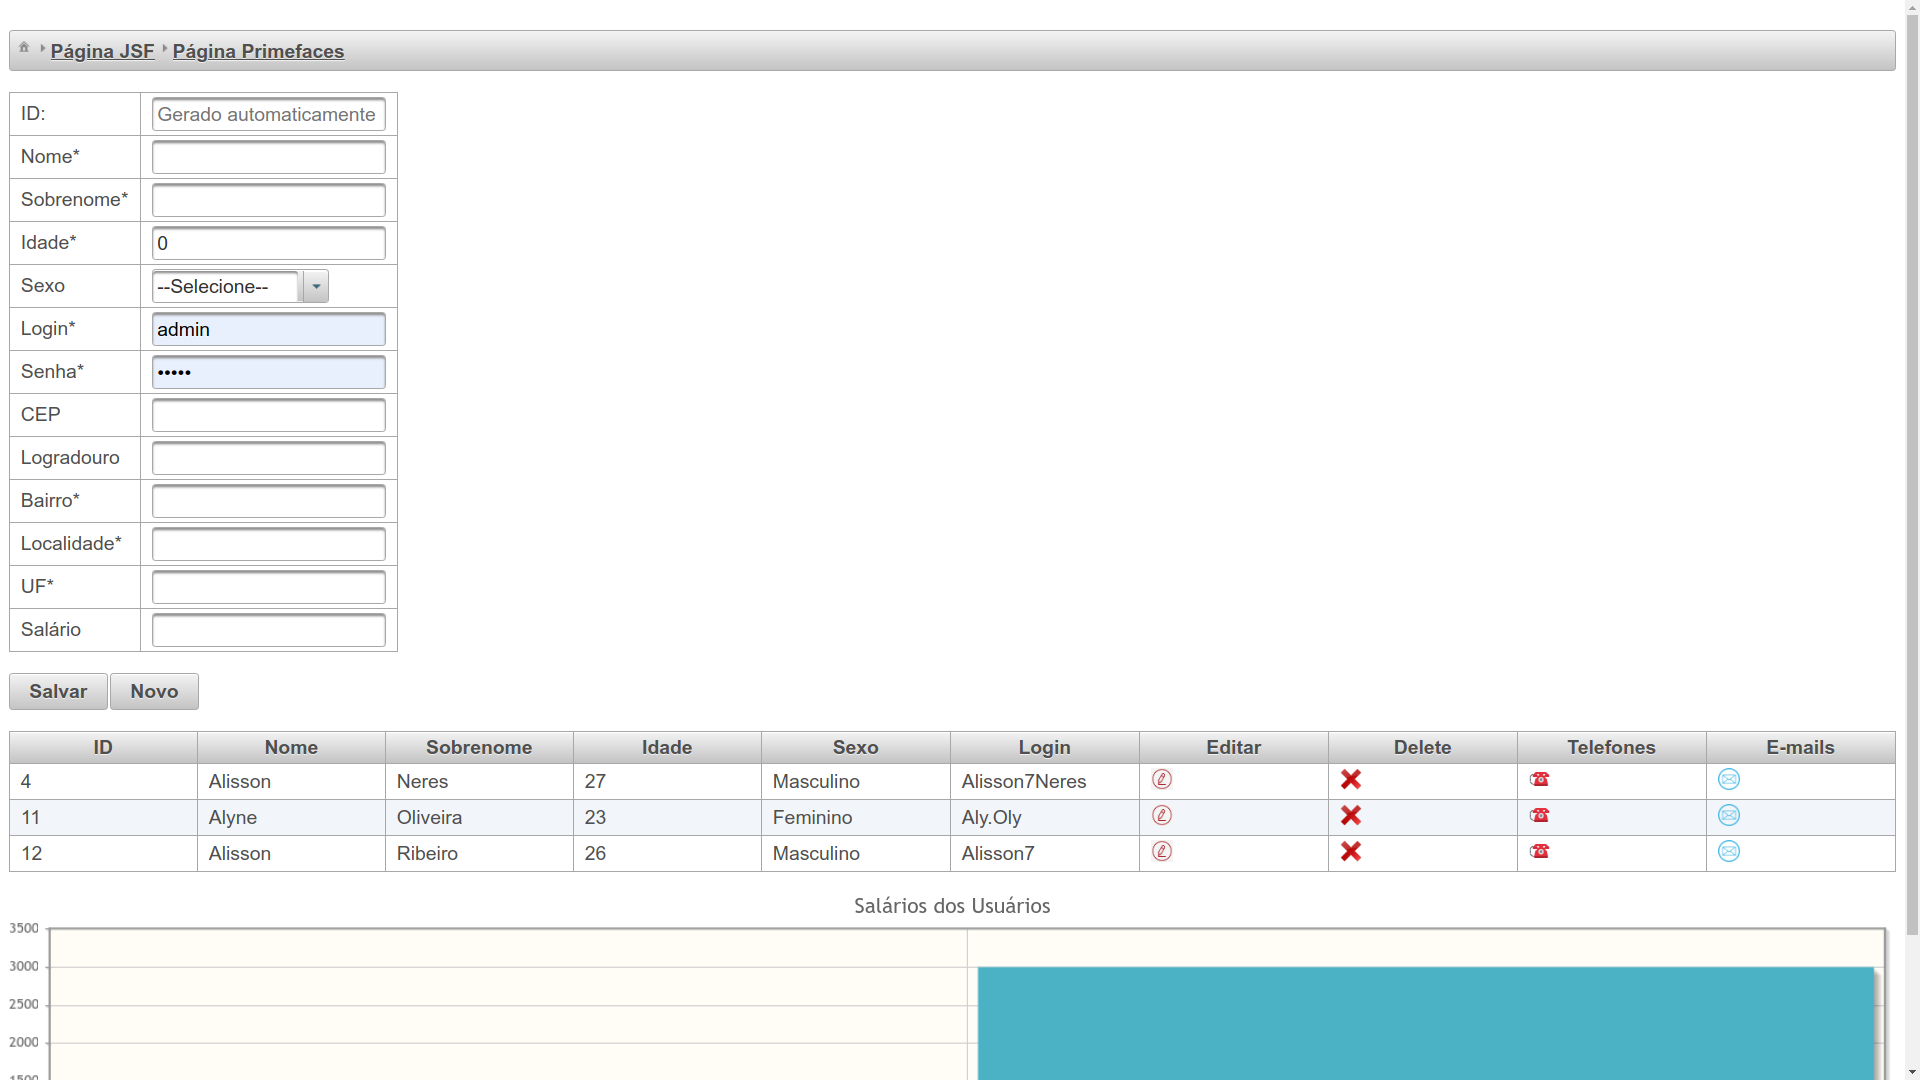 Página JSF Página Primefaces
ID: Gerado automaticamente
Nome*
Sobrenome*
Idade* 0
Sexo --Selecione--
Login* admin
Senha* •••••
CEP
Logradouro
Bairro*
Localidade*
UF*
Salário
Salvar Novo
ID Nome Sobrenome Idade Sexo Login Editar Delete Telefones E-mails
4 Alisson Neres 27 Masculino Alisson7Neres
11 Alyne Oliveira 23 Feminino Aly.Oly
12 Alisson Ribeiro 26 Masculino Alisson7
Salários dos Usuários
3500
3000
2500
2000
1500